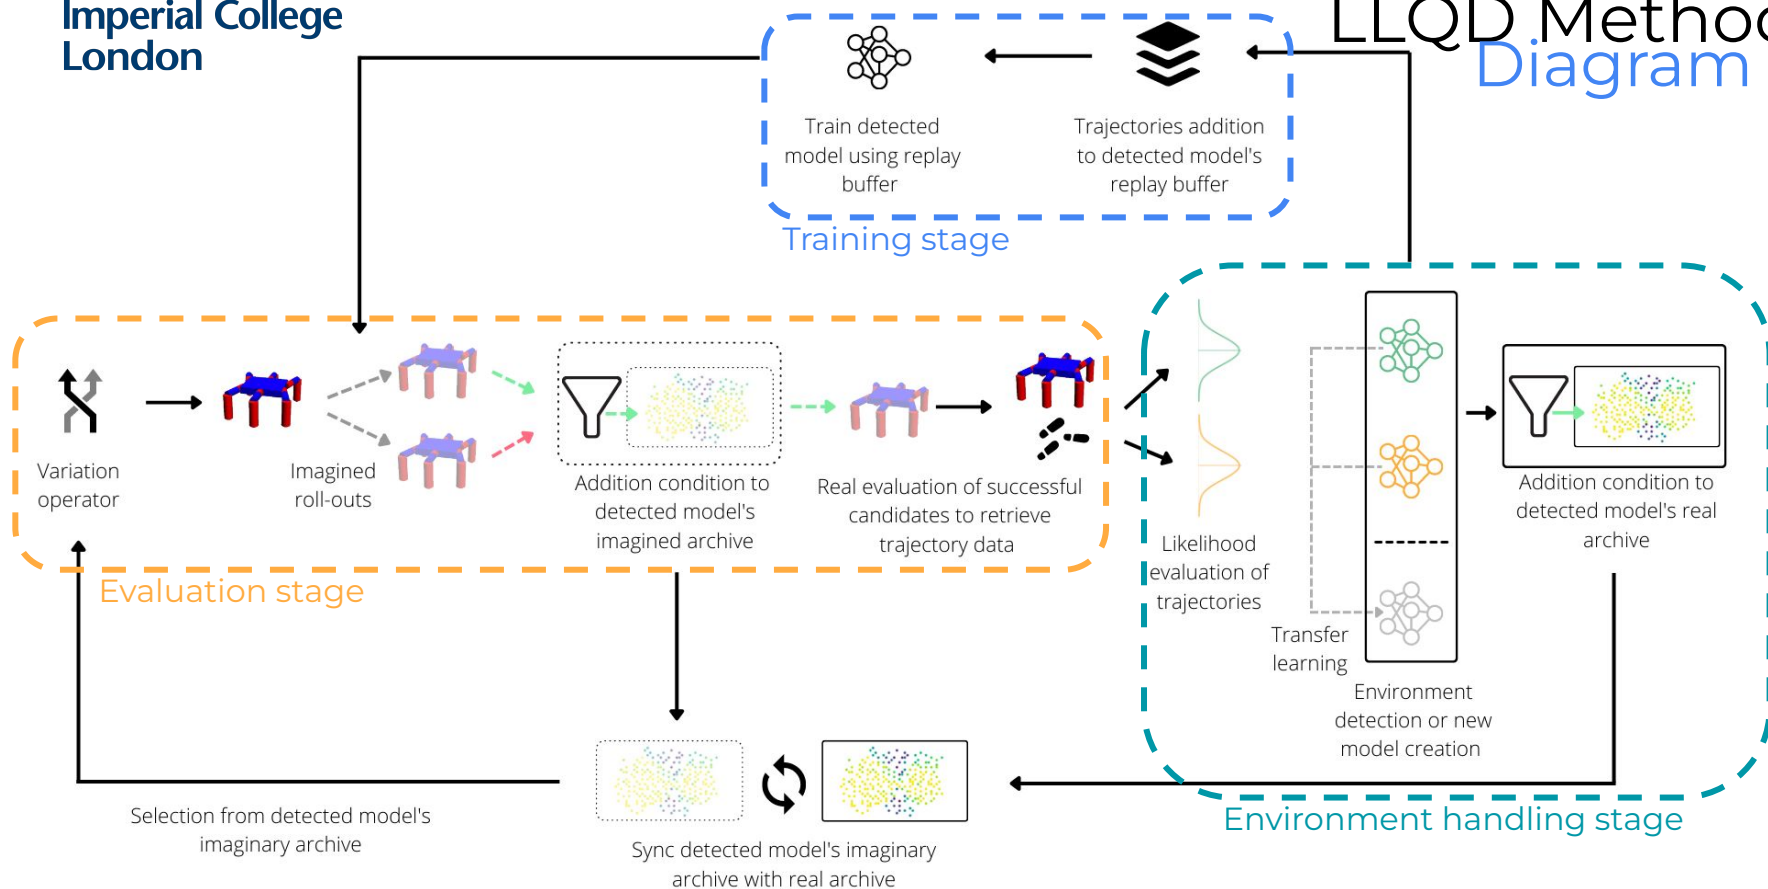 Imperial College
London
LLQD Method
Diagram
Train detected
model using replay
buffer
Trajectories addition
to detected model's
replay buffer
Training stage
Variation
operator
Imagined
roll-outs
Addition condition to
detected model's
imagined archive
Real evaluation of successful
candidates to retrieve
trajectory data
Evaluation stage
Likelihood
evaluation of
trajectories
Transfer
learning
Environment
detection or new
model creation
Addition condition to
detected model's real
archive
Environment handling stage
Selection from detected model's
imaginary archive
Sync detected model's imaginary
archive with real archive